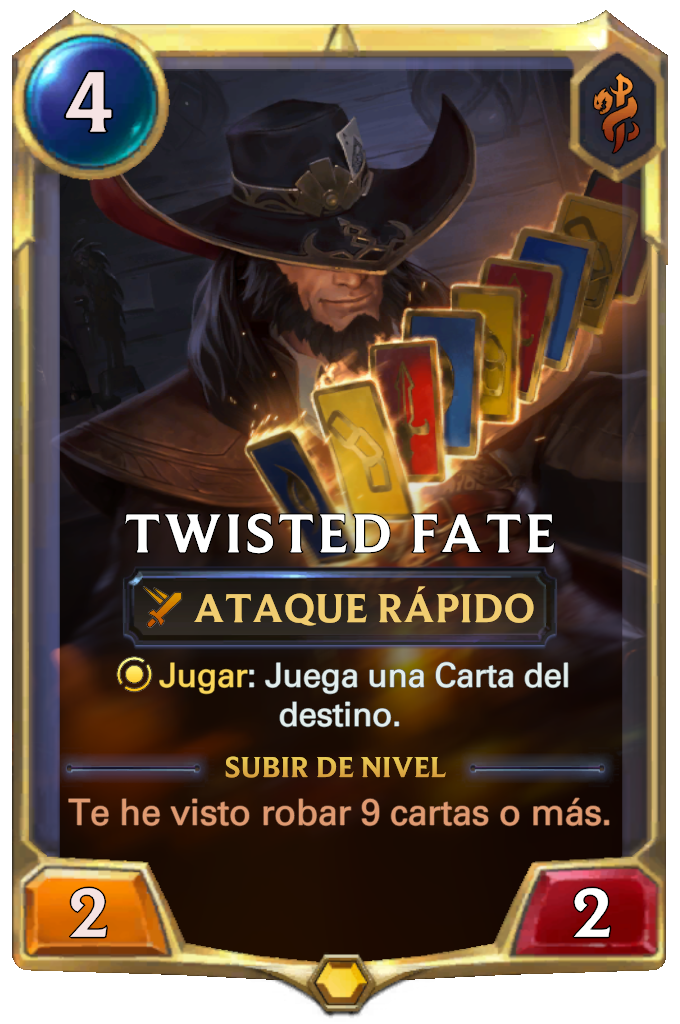 4
TWISTED FATE
ATAQUE RÁPIDO
Jugar: Juega una Carta del
destino.
SUBIR DE NIVEL
Te he visto robar 9 cartas o más.
2
2